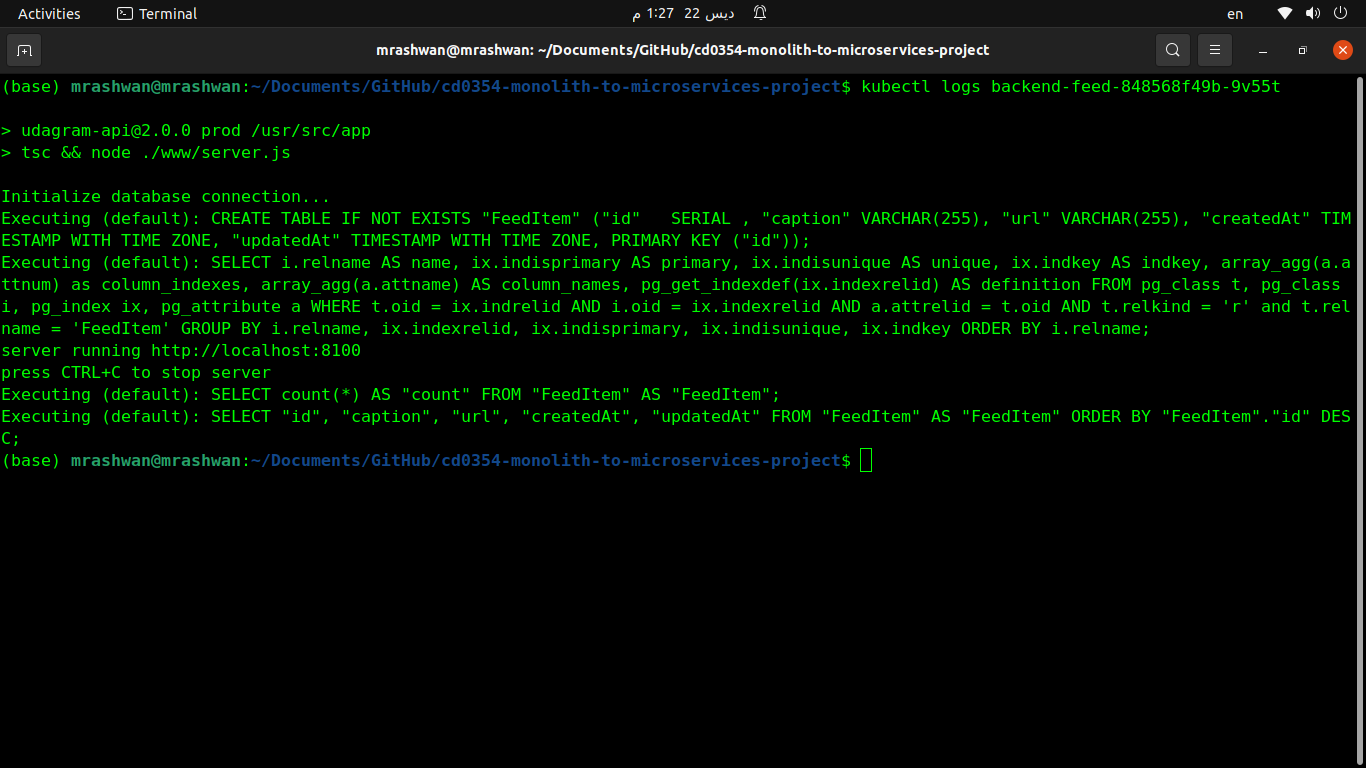 Activities Terminal 1:27 22 ديس م en
mrashwan@mrashwan: ~/Documents/GitHub/cd0354-monolith-to-microservices-project
(base) mrashwan@mrashwan:~/Documents/GitHub/cd0354-monolith-to-microservices-project$ kubectl logs backend-feed-848568f49b-9v55t
> udagram-api@2.0.0 prod /usr/src/app
> tsc && node ./www/server.js
Initialize database connection...
Executing (default): CREATE TABLE IF NOT EXISTS "FeedItem" ("id"   SERIAL , "caption" VARCHAR(255), "url" VARCHAR(255), "createdAt" TIM
ESTAMP WITH TIME ZONE, "updatedAt" TIMESTAMP WITH TIME ZONE, PRIMARY KEY ("id"));
Executing (default): SELECT i.relname AS name, ix.indisprimary AS primary, ix.indisunique AS unique, ix.indkey AS indkey, array_agg(a.a
ttnum) as column_indexes, array_agg(a.attname) AS column_names, pg_get_indexdef(ix.indexrelid) AS definition FROM pg_class t, pg_class
i, pg_index ix, pg_attribute a WHERE t.oid = ix.indrelid AND i.oid = ix.indexrelid AND a.attrelid = t.oid AND t.relkind = 'r' and t.rel
name = 'FeedItem' GROUP BY i.relname, ix.indexrelid, ix.indisprimary, ix.indisunique, ix.indkey ORDER BY i.relname;
server running http://localhost:8100
press CTRL+C to stop server
Executing (default): SELECT count(*) AS "count" FROM "FeedItem" AS "FeedItem";
Executing (default): SELECT "id", "caption", "url", "createdAt", "updatedAt" FROM "FeedItem" AS "FeedItem" ORDER BY "FeedItem"."id" DES
C;
(base) mrashwan@mrashwan:~/Documents/GitHub/cd0354-monolith-to-microservices-project$